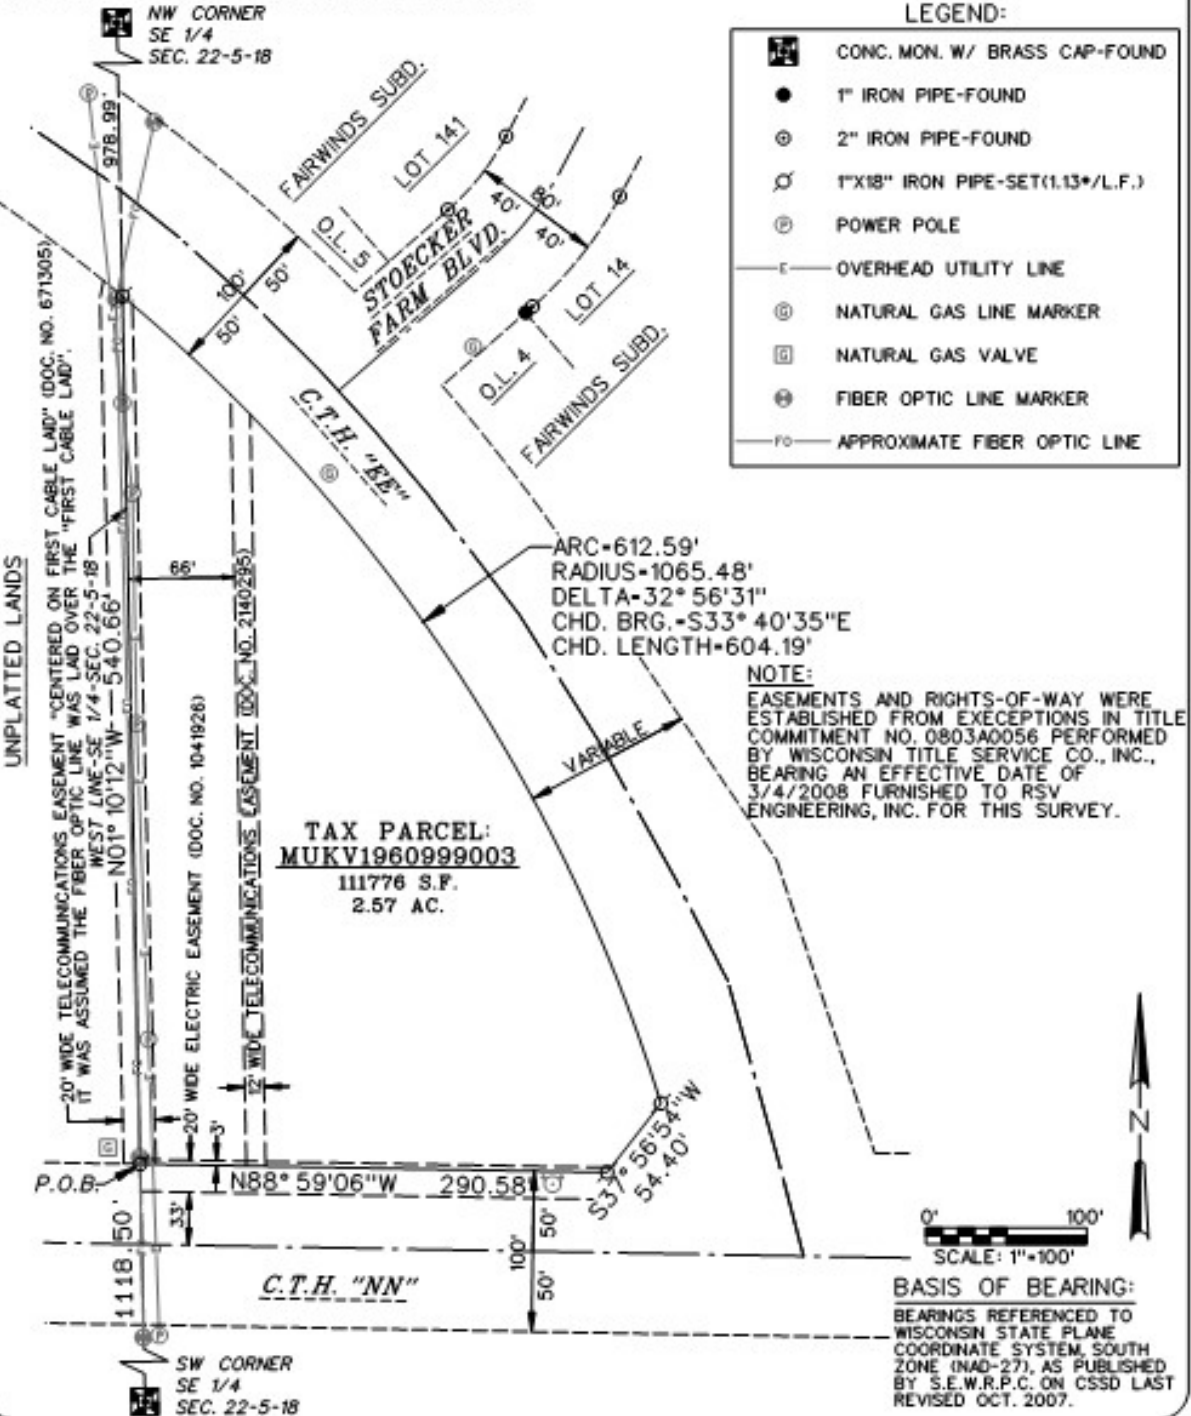 NW CORNER
SE 1/4
SEC. 22-5-18
978.99'
LEGEND:
CONC. MON. W/ BRASS CAP-FOUND
1" IRON PIPE-FOUND
2" IRON PIPE-FOUND
1"X18" IRON PIPE-SET(1.13*/L.F.)
P POWER POLE
E OVERHEAD UTILITY LINE
G NATURAL GAS LINE MARKER
G NATURAL GAS VALVE
FIBER OPTIC LINE MARKER
FO APPROXIMATE FIBER OPTIC LINE
FAIRWINDS SUBD.
LOT 141
O.L. 5
STOECKER
FARM BLVD.
40' 80'
40'
100' 50'
50'
LOT 14
O.L. 4
FAIRWINDS SUBD.
C.T.H. "EE"
UNPLATTED LANDS
20' WIDE TELECOMMUNICATIONS EASEMENT "CENTERED ON FIRST CABLE LAID" (DOC. NO. 671305)
IT WAS ASSUMED THE FIBER OPTIC LINE WAS LAID OVER THE "FIRST CABLE LAID".
WEST LINE-SE 1/4-SEC. 22-5-18
N01° 10'12"W 540.66'
66'
20' WIDE ELECTRIC EASEMENT (DOC. NO. 1041926)
12' WIDE TELECOMMUNICATIONS EASEMENT (DOC. NO. 2140295)
ARC=612.59'
RADIUS=1065.48'
DELTA=32° 56'31"
CHD. BRG.=S33° 40'35"E
CHD. LENGTH=604.19'
VARIABLE
NOTE:
EASEMENTS AND RIGHTS-OF-WAY WERE
ESTABLISHED FROM EXECEPTIONS IN TITLE
COMMITMENT NO. 0803A0056 PERFORMED
BY WISCONSIN TITLE SERVICE CO., INC.,
BEARING AN EFFECTIVE DATE OF
3/4/2008 FURNISHED TO RSV
ENGINEERING, INC. FOR THIS SURVEY.
TAX PARCEL:
MUKV1960999003
111776 S.F.
2.57 AC.
3'
P.O.B.
N88° 59'06"W 290.58'
S37° 56'54"W
54.40'
33'
100' 50'
50'
1118.50'
C.T.H. "NN"
N
0' 100'
SCALE: 1"=100'
BASIS OF BEARING:
BEARINGS REFERENCED TO
WISCONSIN STATE PLANE
COORDINATE SYSTEM, SOUTH
ZONE (NAD-27), AS PUBLISHED
BY S.E.W.R.P.C. ON CSSD LAST
REVISED OCT. 2007.
SW CORNER
SE 1/4
SEC. 22-5-18